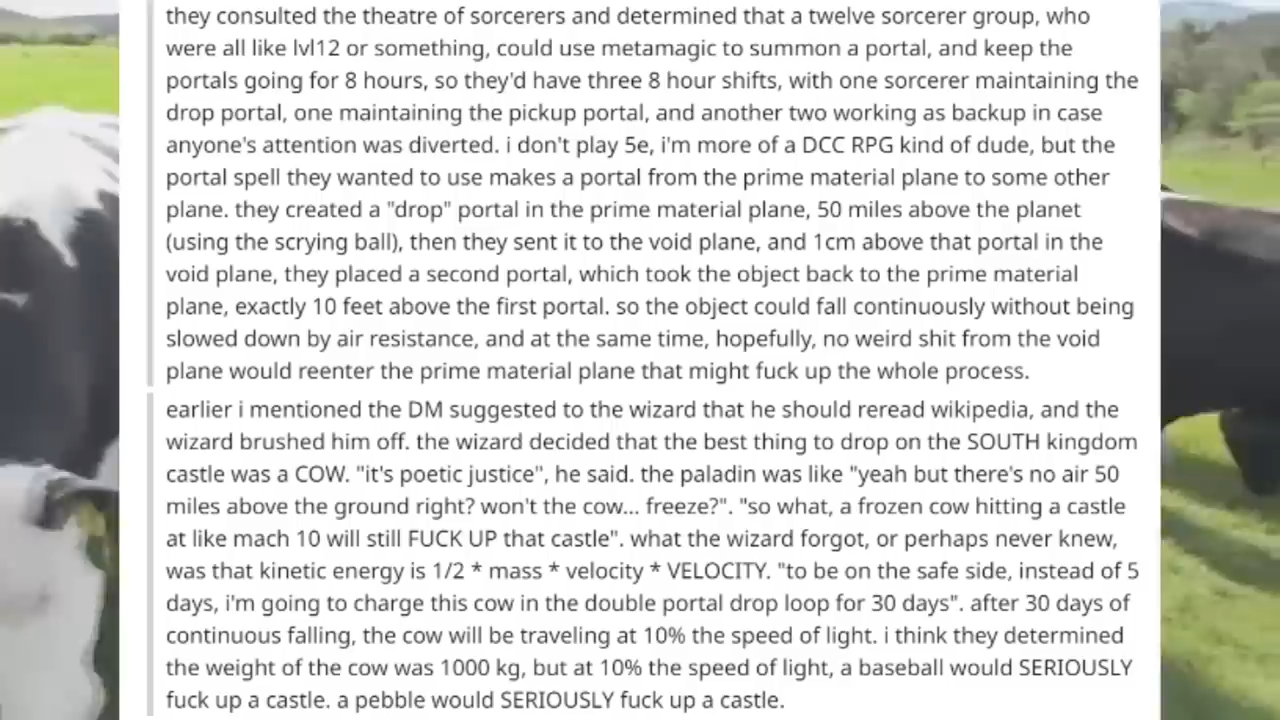 they consulted the theatre of sorcerers and determined that a twelve sorcerer group, who
were all like lvl12 or something, could use metamagic to summon a portal, and keep the
portals going for 8 hours, so they'd have three 8 hour shifts, with one sorcerer maintaining the
drop portal, one maintaining the pickup portal, and another two working as backup in case
anyone's attention was diverted. i don't play 5e, i'm more of a DCC RPG kind of dude, but the
portal spell they wanted to use makes a portal from the prime material plane to some other
plane. they created a "drop" portal in the prime material plane, 50 miles above the planet
(using the scrying ball), then they sent it to the void plane, and 1cm above that portal in the
void plane, they placed a second portal, which took the object back to the prime material
plane, exactly 10 feet above the first portal. so the object could fall continuously without being
slowed down by air resistance, and at the same time, hopefully, no weird shit from the void
plane would reenter the prime material plane that might fuck up the whole process.
earlier i mentioned the DM suggested to the wizard that he should reread wikipedia, and the
wizard brushed him off. the wizard decided that the best thing to drop on the SOUTH kingdom
castle was a COW. "it's poetic justice", he said. the paladin was like "yeah but there's no air 50
miles above the ground right? won't the cow... freeze?". "so what, a frozen cow hitting a castle
at like mach 10 will still FUCK UP that castle". what the wizard forgot, or perhaps never knew,
was that kinetic energy is 1/2 * mass * velocity * VELOCITY. "to be on the safe side, instead of 5
days, i'm going to charge this cow in the double portal drop loop for 30 days". after 30 days of
continuous falling, the cow will be traveling at 10% the speed of light. i think they determined
the weight of the cow was 1000 kg, but at 10% the speed of light, a baseball would SERIOUSLY
fuck up a castle. a pebble would SERIOUSLY fuck up a castle.